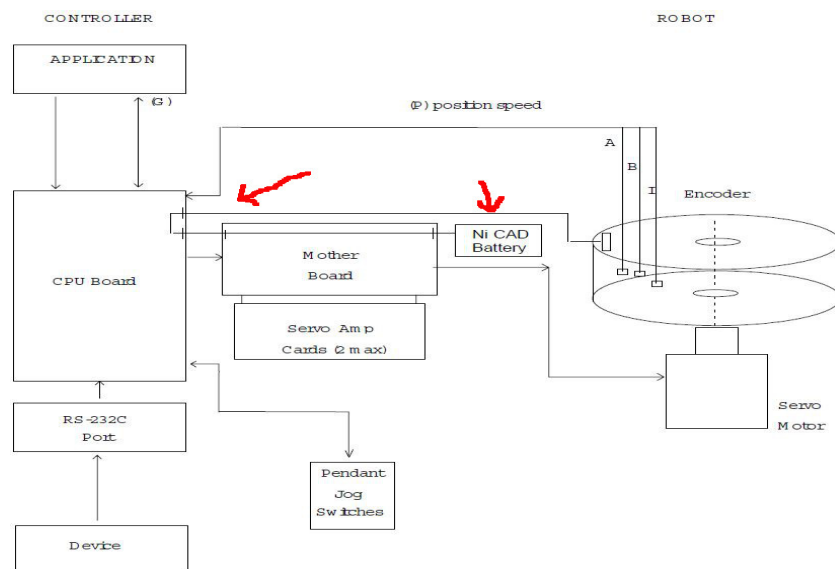 CONTROLLER
ROBOT
APPLICATION
(G)
(P) position speed
A
B
I
Encoder
Ni CAD
Battery
Mother
Board
CPU Board
Servo Amp
Cards (2 max)
RS-232C
Port
Servo
Motor
Pendant
Jog
Switches
Device